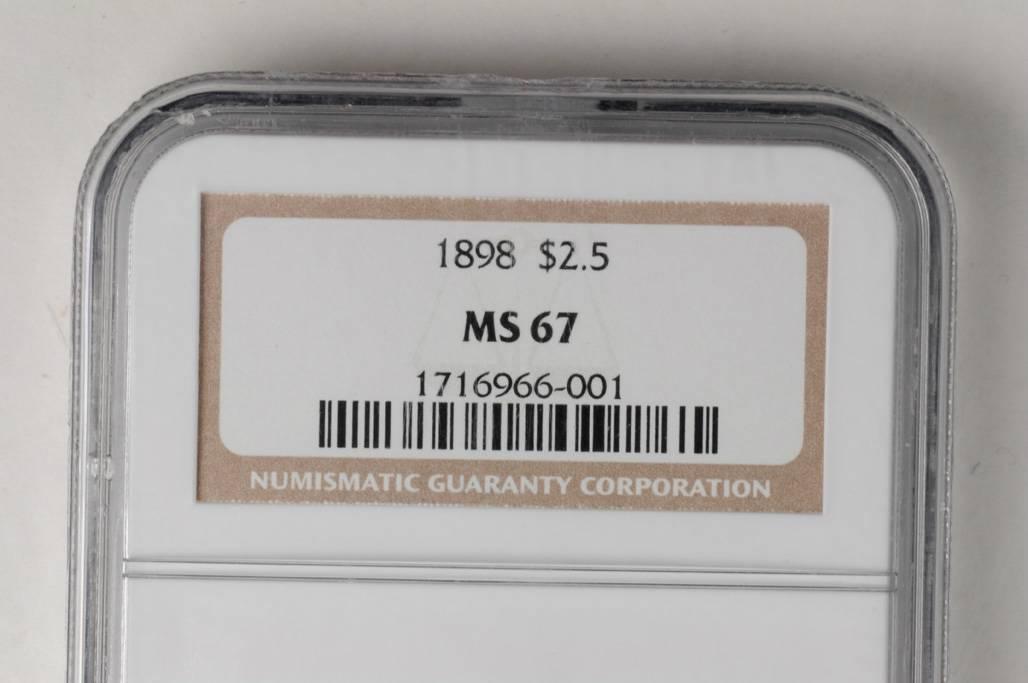 1898 $2.5
MS 67
1716966-001
NUMISMATIC GUARANTY CORPORATION